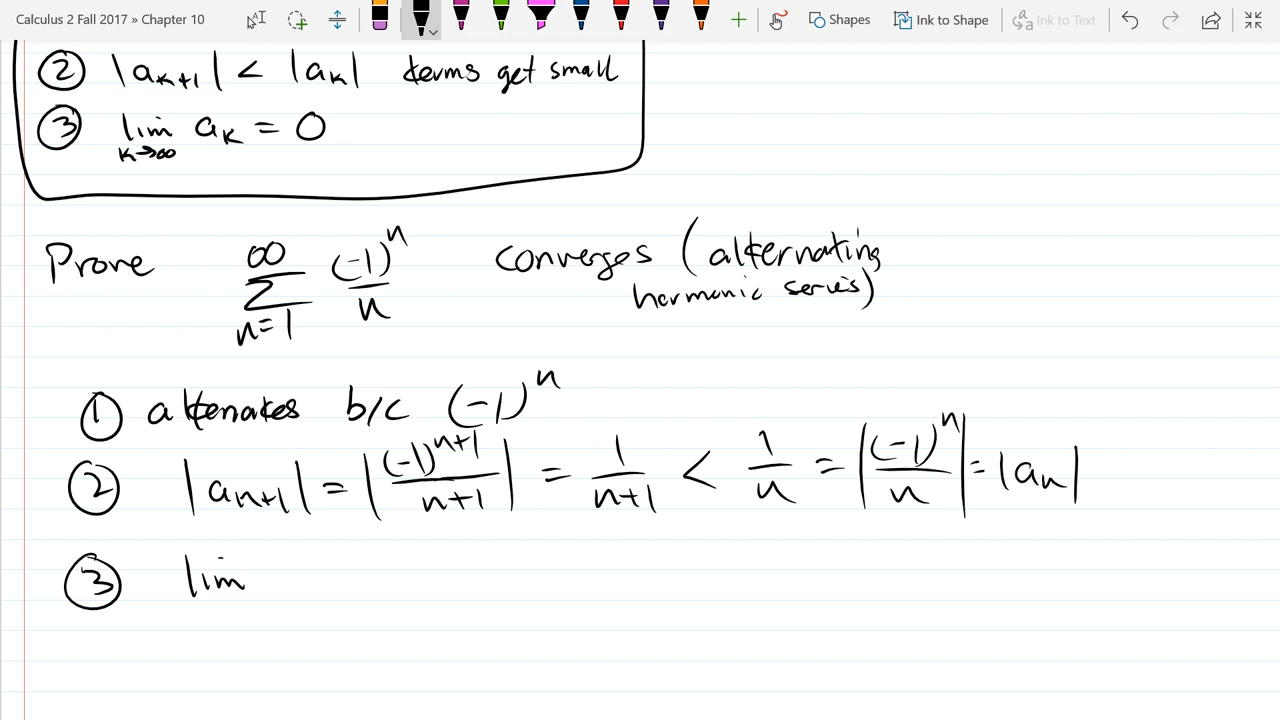 Calculus 2 Fall 2017 » Chapter 10
Shapes
Ink to Shape
Ink to Text
② |aₖ₊₁| < |aₖ| terms get small
③ lim aₖ = 0
k→∞
Prove ∞ Σ n=1 (-1)ⁿ/n converges (alternating
harmonic series)
① alternates b/c (-1)ⁿ
② |aₙ₊₁| = |(-1)ⁿ⁺¹/(n+1)| = 1/(n+1) < 1/n = |(-1)ⁿ/n| = |aₙ|
③ lim